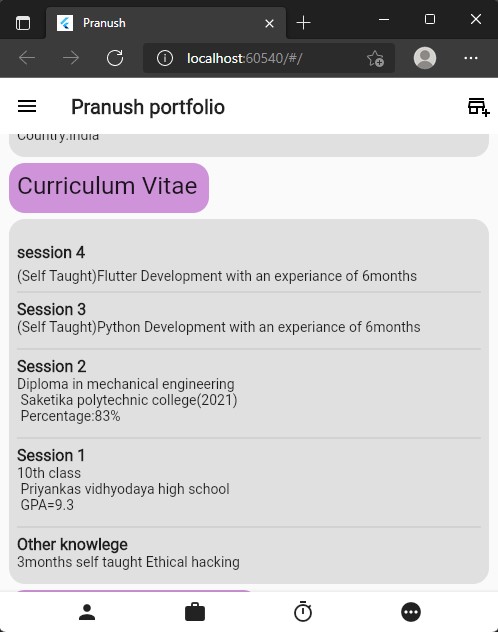 Pranush
localhost:60540/#/
Pranush portfolio
Country:India
Curriculum Vitae
session 4
(Self Taught)Flutter Development with an experiance of 6months
Session 3
(Self Taught)Python Development with an experiance of 6months
Session 2
Diploma in mechanical engineering
Saketika polytechnic college(2021)
Percentage:83%
Session 1
10th class
Priyankas vidhyodaya high school
GPA=9.3
Other knowlege
3months self taught Ethical hacking